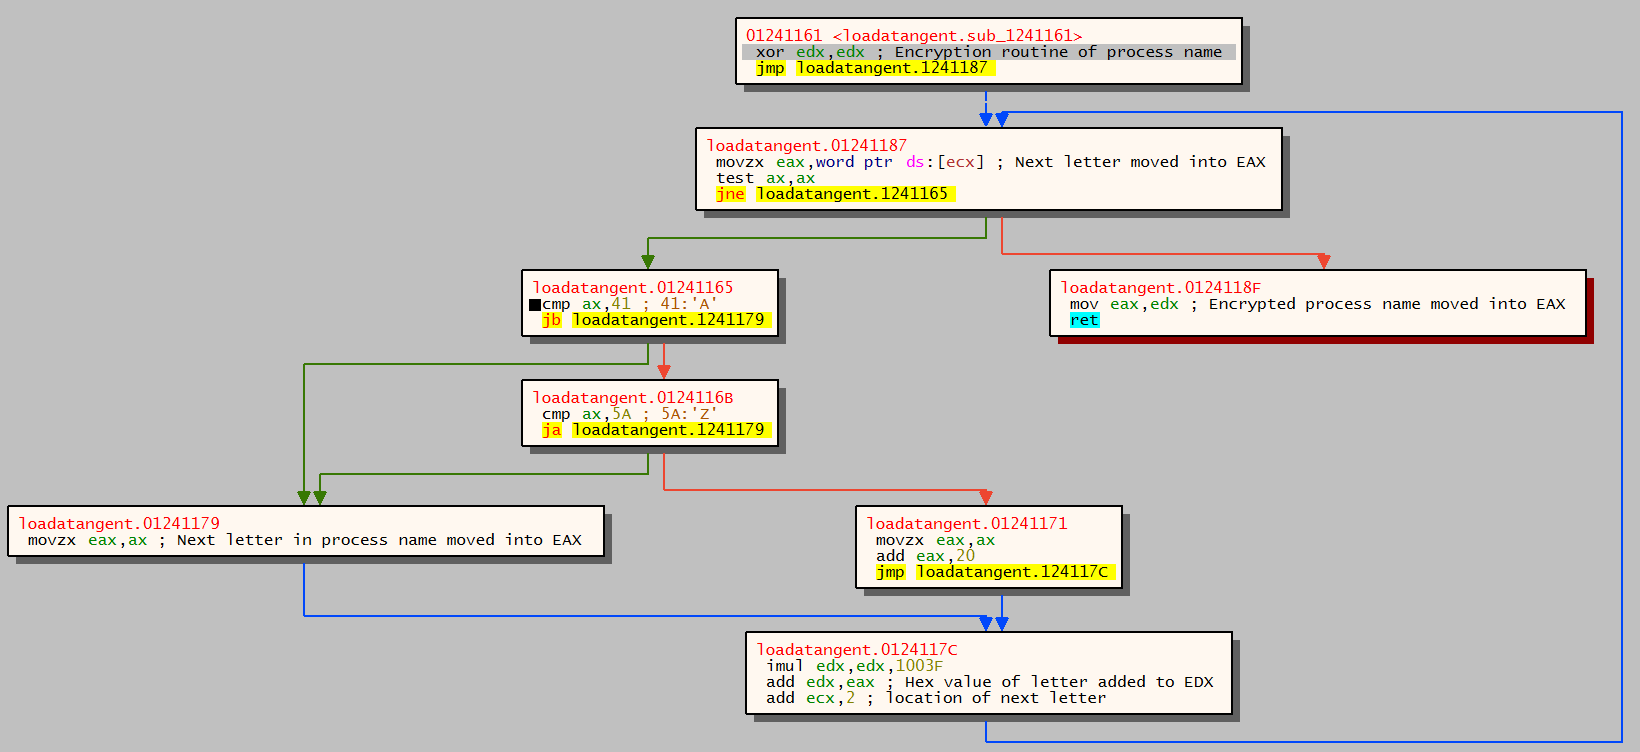 01241161 <loadatangent.sub_1241161>
xor edx,edx ; Encryption routine of process name
jmp loadatangent.1241187
loadatangent.01241187
movzx eax,word ptr ds:[ecx] ; Next letter moved into EAX
test ax,ax
jne loadatangent.1241165
loadatangent.01241165
cmp ax,41 ; 41:'A'
jb loadatangent.1241179
loadatangent.0124118F
mov eax,edx ; Encrypted process name moved into EAX
ret
loadatangent.0124116B
cmp ax,5A ; 5A:'Z'
ja loadatangent.1241179
loadatangent.01241179
movzx eax,ax ; Next letter in process name moved into EAX
loadatangent.01241171
movzx eax,ax
add eax,20
jmp loadatangent.124117C
loadatangent.0124117C
imul edx,edx,1003F
add edx,eax ; Hex value of letter added to EDX
add ecx,2 ; location of next letter